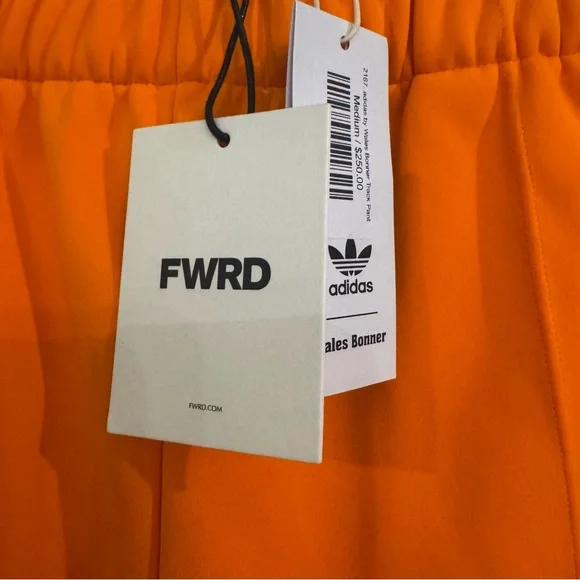 FWRD
FWRD.COM
2167. adidas by Wales Bonner Track Pant
Medium / $250.00
adidas
ales Bonner